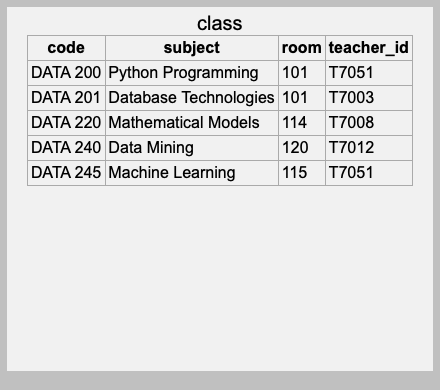 class
code subject room teacher_id
DATA 200 Python Programming 101 T7051
DATA 201 Database Technologies 101 T7003
DATA 220 Mathematical Models 114 T7008
DATA 240 Data Mining 120 T7012
DATA 245 Machine Learning 115 T7051